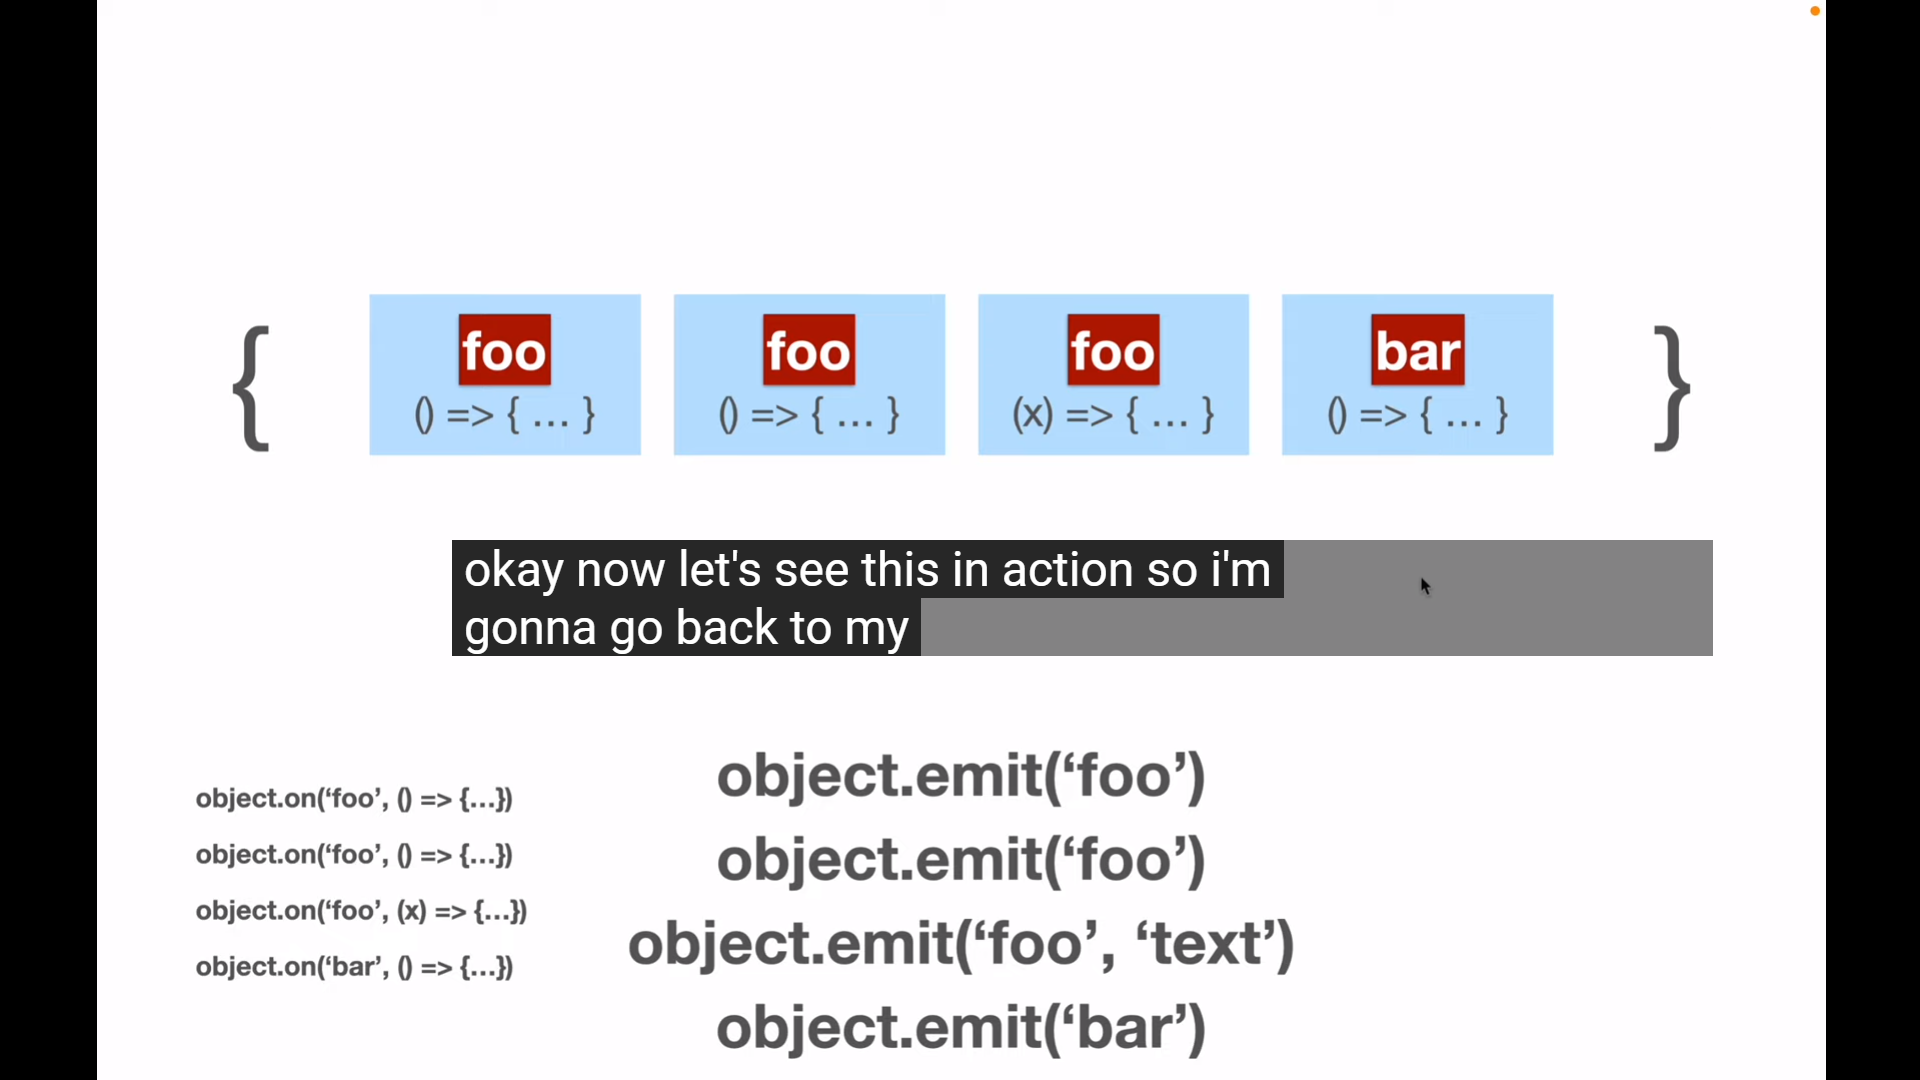 { foo foo foo bar }
() => { ... } () => { ... } (x) => { ... } () => { ... }
okay now let's see this in action so i'm
gonna go back to my
object.on(‘foo’, () => {...})
object.on(‘foo’, () => {...})
object.on(‘foo’, (x) => {...})
object.on(‘bar’, () => {...})
object.emit(‘foo’)
object.emit(‘foo’)
object.emit(‘foo’, ‘text’)
object.emit(‘bar’)